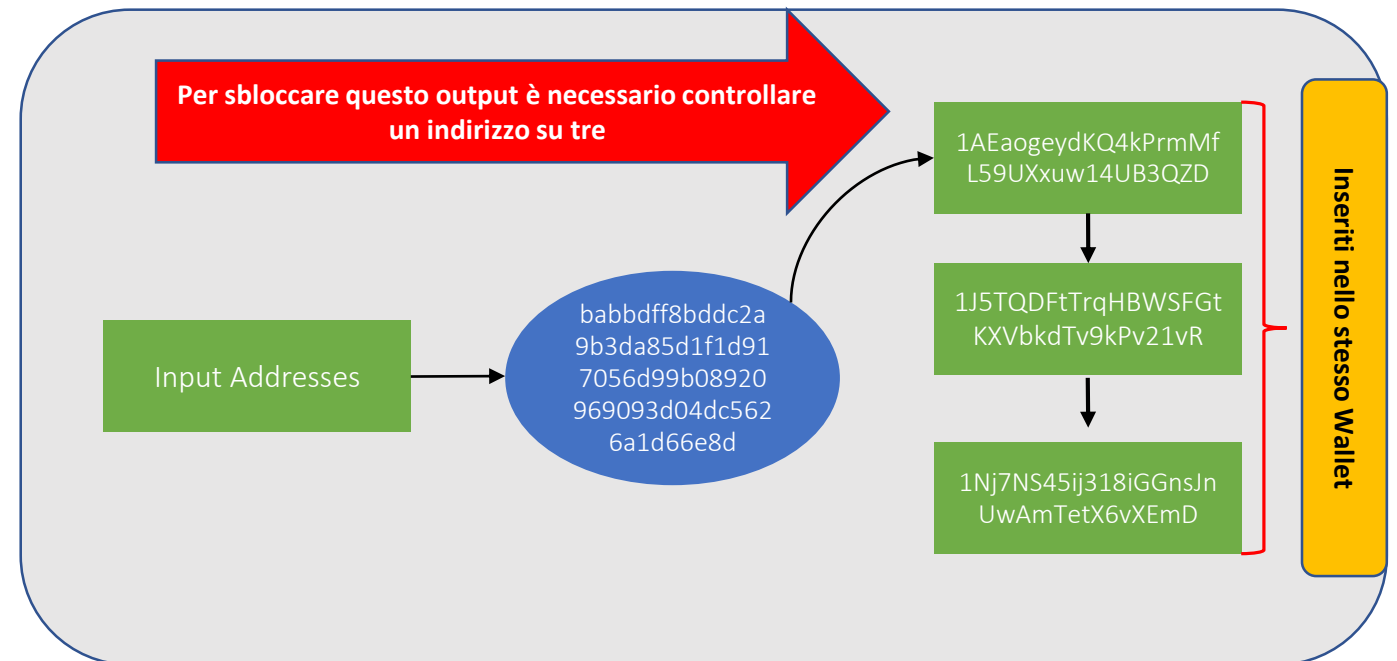 Per sbloccare questo output è necessario controllare
un indirizzo su tre
Input Addresses
babbdff8bddc2a
9b3da85d1f1d91
7056d99b08920
969093d04dc562
6a1d66e8d
1AEaogeydKQ4kPrmMf
L59UXxuw14UB3QZD
1J5TQDFtTrqHBWSFGt
KXVbkdTv9kPv21vR
1Nj7NS45ij318iGGnsJn
UwAmTetX6vXEmD
Inseriti nello stesso Wallet